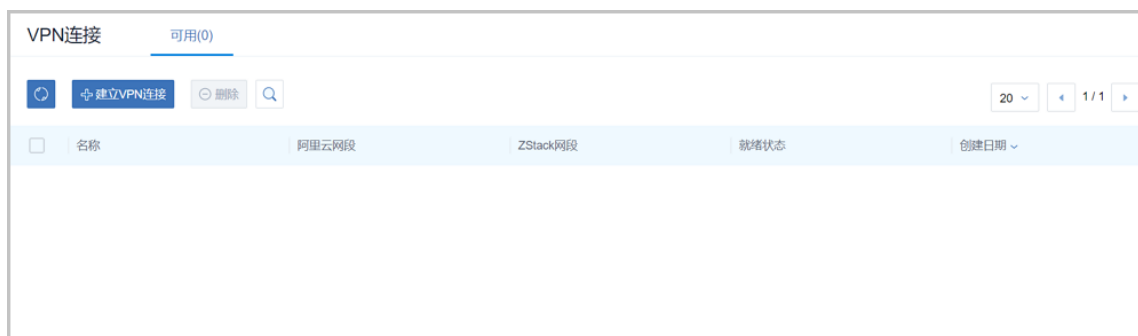 VPN连接 可用(0)
建立VPN连接 删除 20 1 / 1
名称 阿里云网段 ZStack网段 就绪状态 创建日期